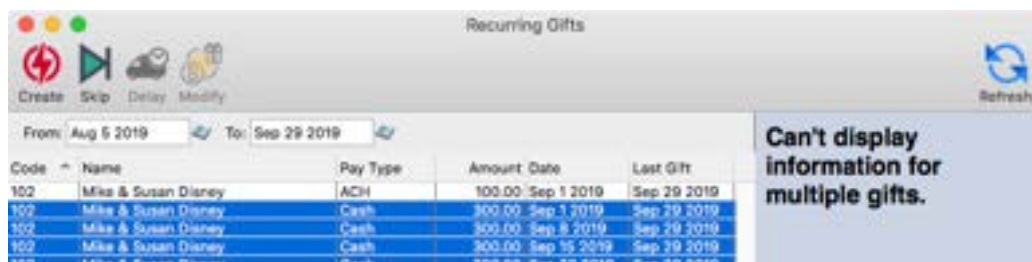 Recurring Gifts
Create Skip Delay Modify Refresh
From: Aug 5 2019 To: Sep 29 2019
Can't display
information for
multiple gifts.
Code Name Pay Type Amount Date Last Gift
102 Mike & Susan Disney ACH 100.00 Sep 1 2019 Sep 29 2019
102 Mike & Susan Disney Cash 300.00 Sep 1 2019 Sep 29 2019
102 Mike & Susan Disney Cash 300.00 Sep 8 2019 Sep 29 2019
102 Mike & Susan Disney Cash 300.00 Sep 15 2019 Sep 29 2019